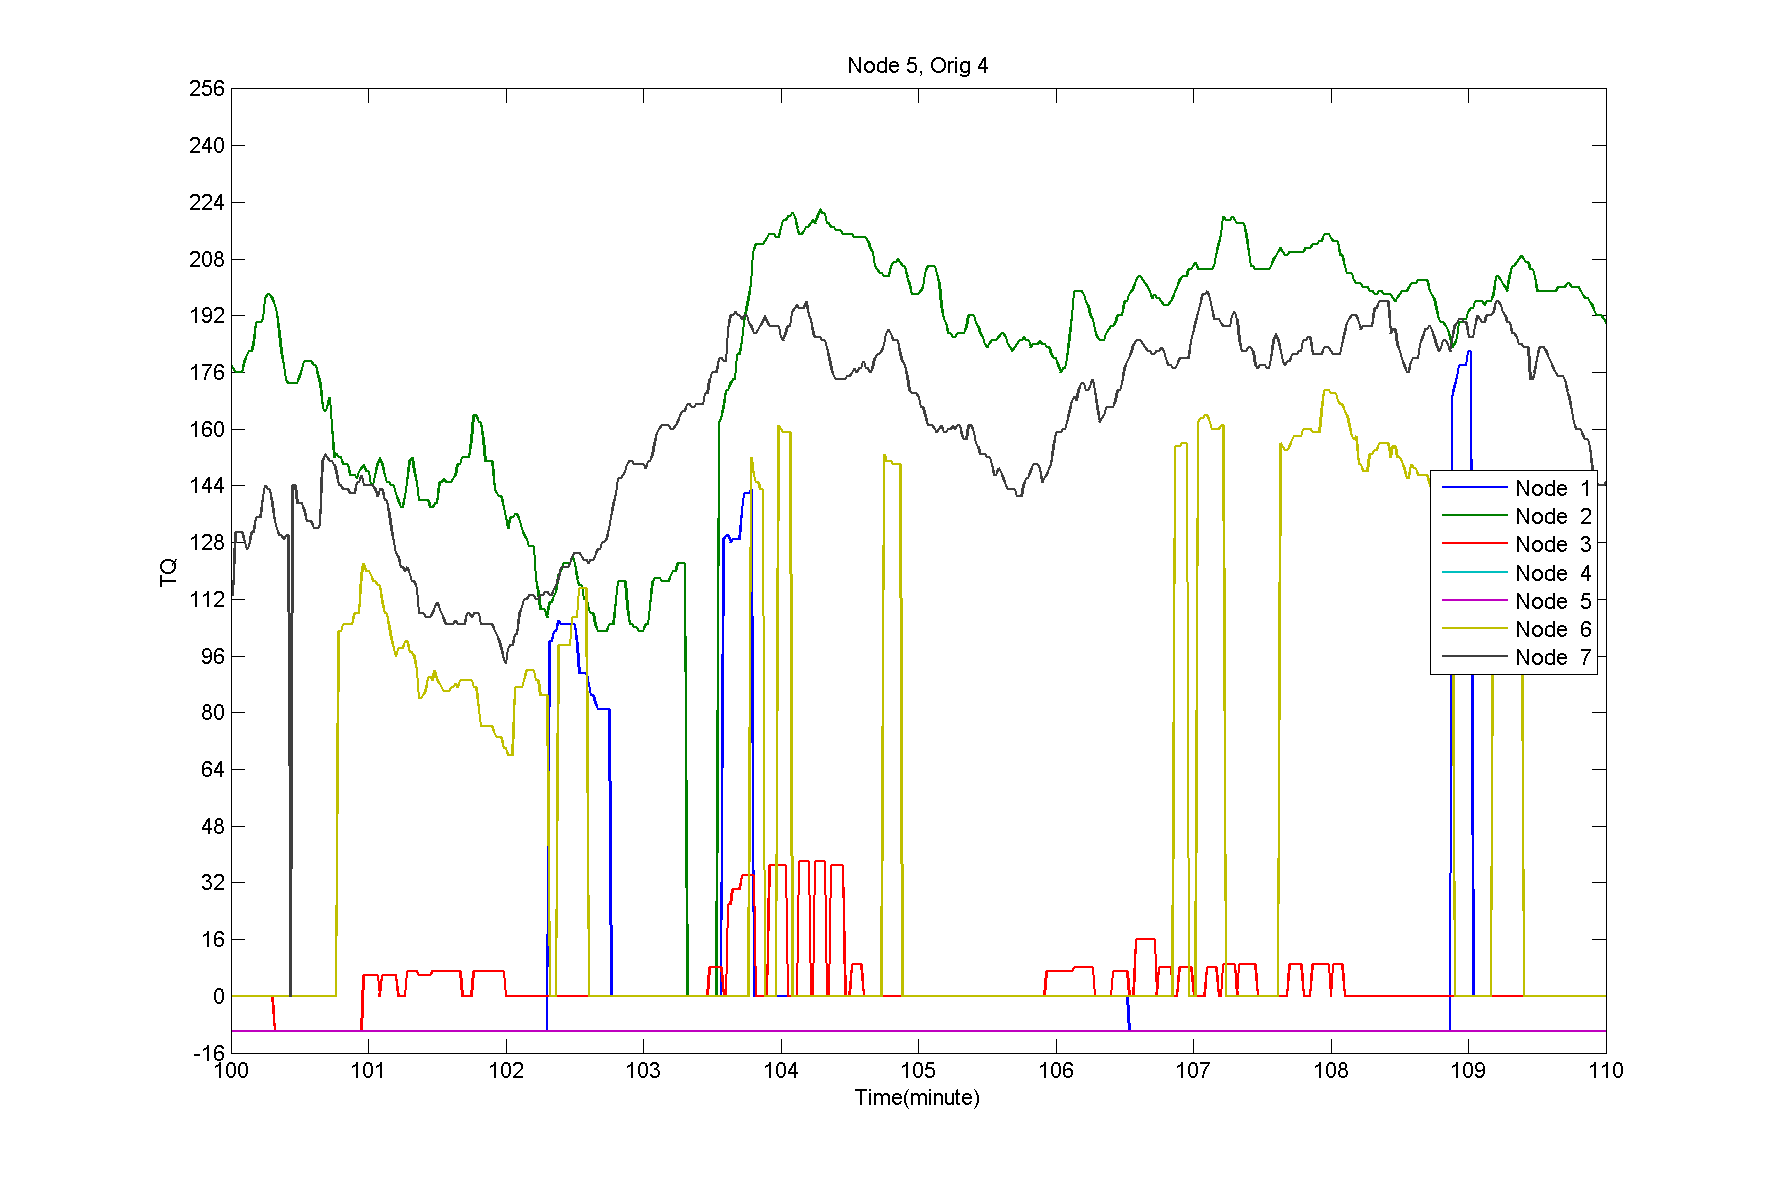 Node 5, Orig 4
256
240
224
208
192
176
160
144
128
112
96
80
64
48
32
16
0
-16
TQ
Node 1
Node 2
Node 3
Node 4
Node 5
Node 6
Node 7
100 101 102 103 104 105 106 107 108 109 110
Time(minute)